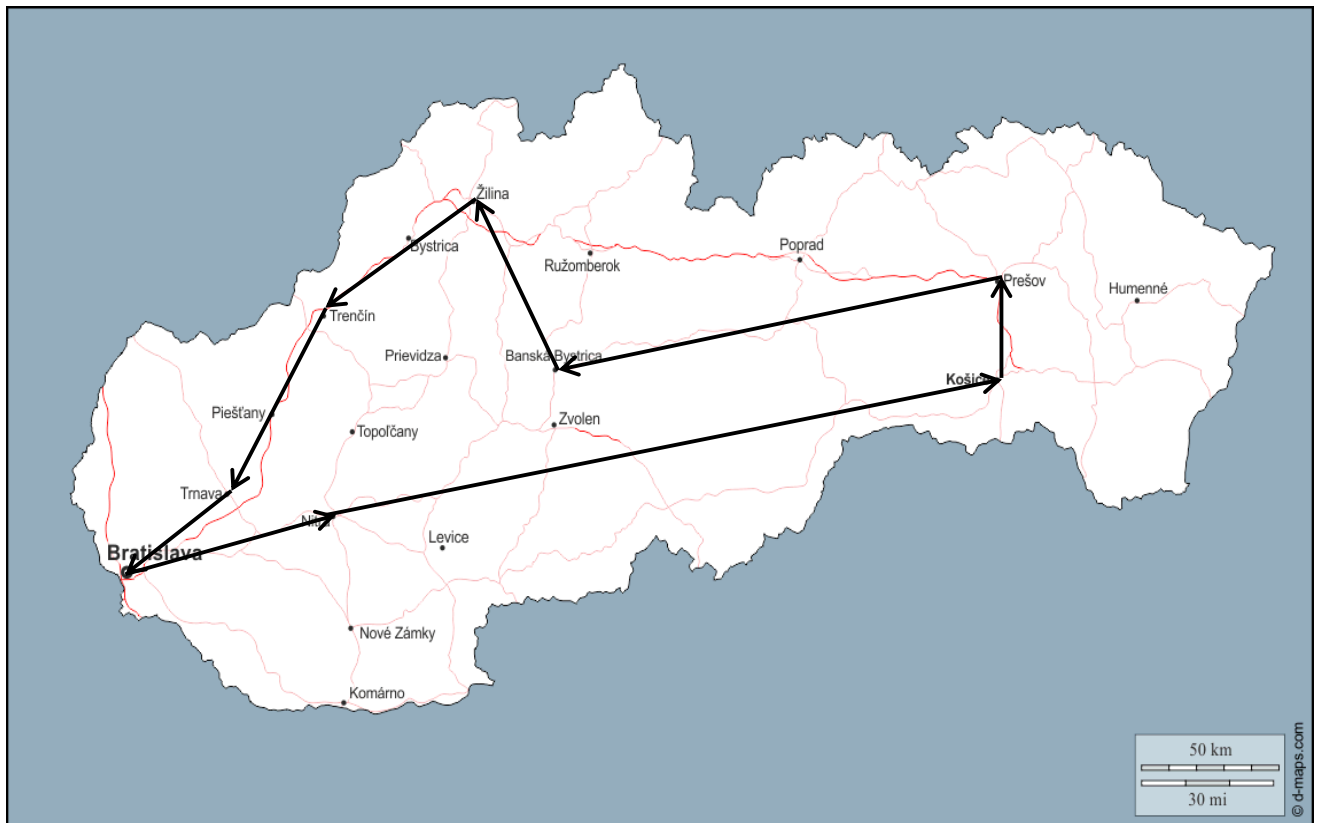 Žilina
Bystrica
Ružomberok
Poprad
Prešov
Humenné
Trenčín
Prievidza
Banská Bystrica
Košice
Piešťany
Topoľčany
Zvolen
Trnava
Nitra
Levice
Bratislava
Nové Zámky
Komárno
50 km
30 mi
© d-maps.com